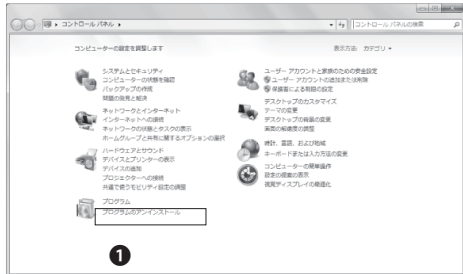 コントロール パネル
コントロール パネルの検索
コンピューターの設定を調整します
表示方法: カテゴリ
システムとセキュリティ
コンピューターの状態を確認
バックアップの作成
問題の発見と解決
ネットワークとインターネット
インターネットへの接続
ネットワークの状態とタスクの表示
ホームグループと共有に関するオプションの選択
ハードウェアとサウンド
デバイスとプリンターの表示
デバイスの追加
プロジェクターへの接続
共通で使うモビリティ設定の調整
プログラム
プログラムのアンインストール
ユーザー アカウントと家族のための安全設定
ユーザー アカウントの追加または削除
保護者による制限の設定
デスクトップのカスタマイズ
テーマの変更
デスクトップの背景の変更
画面の解像度の調整
時計、言語、および地域
キーボードまたは入力方法の変更
コンピューターの簡単操作
設定の提案の表示
視覚ディスプレイの最適化
1